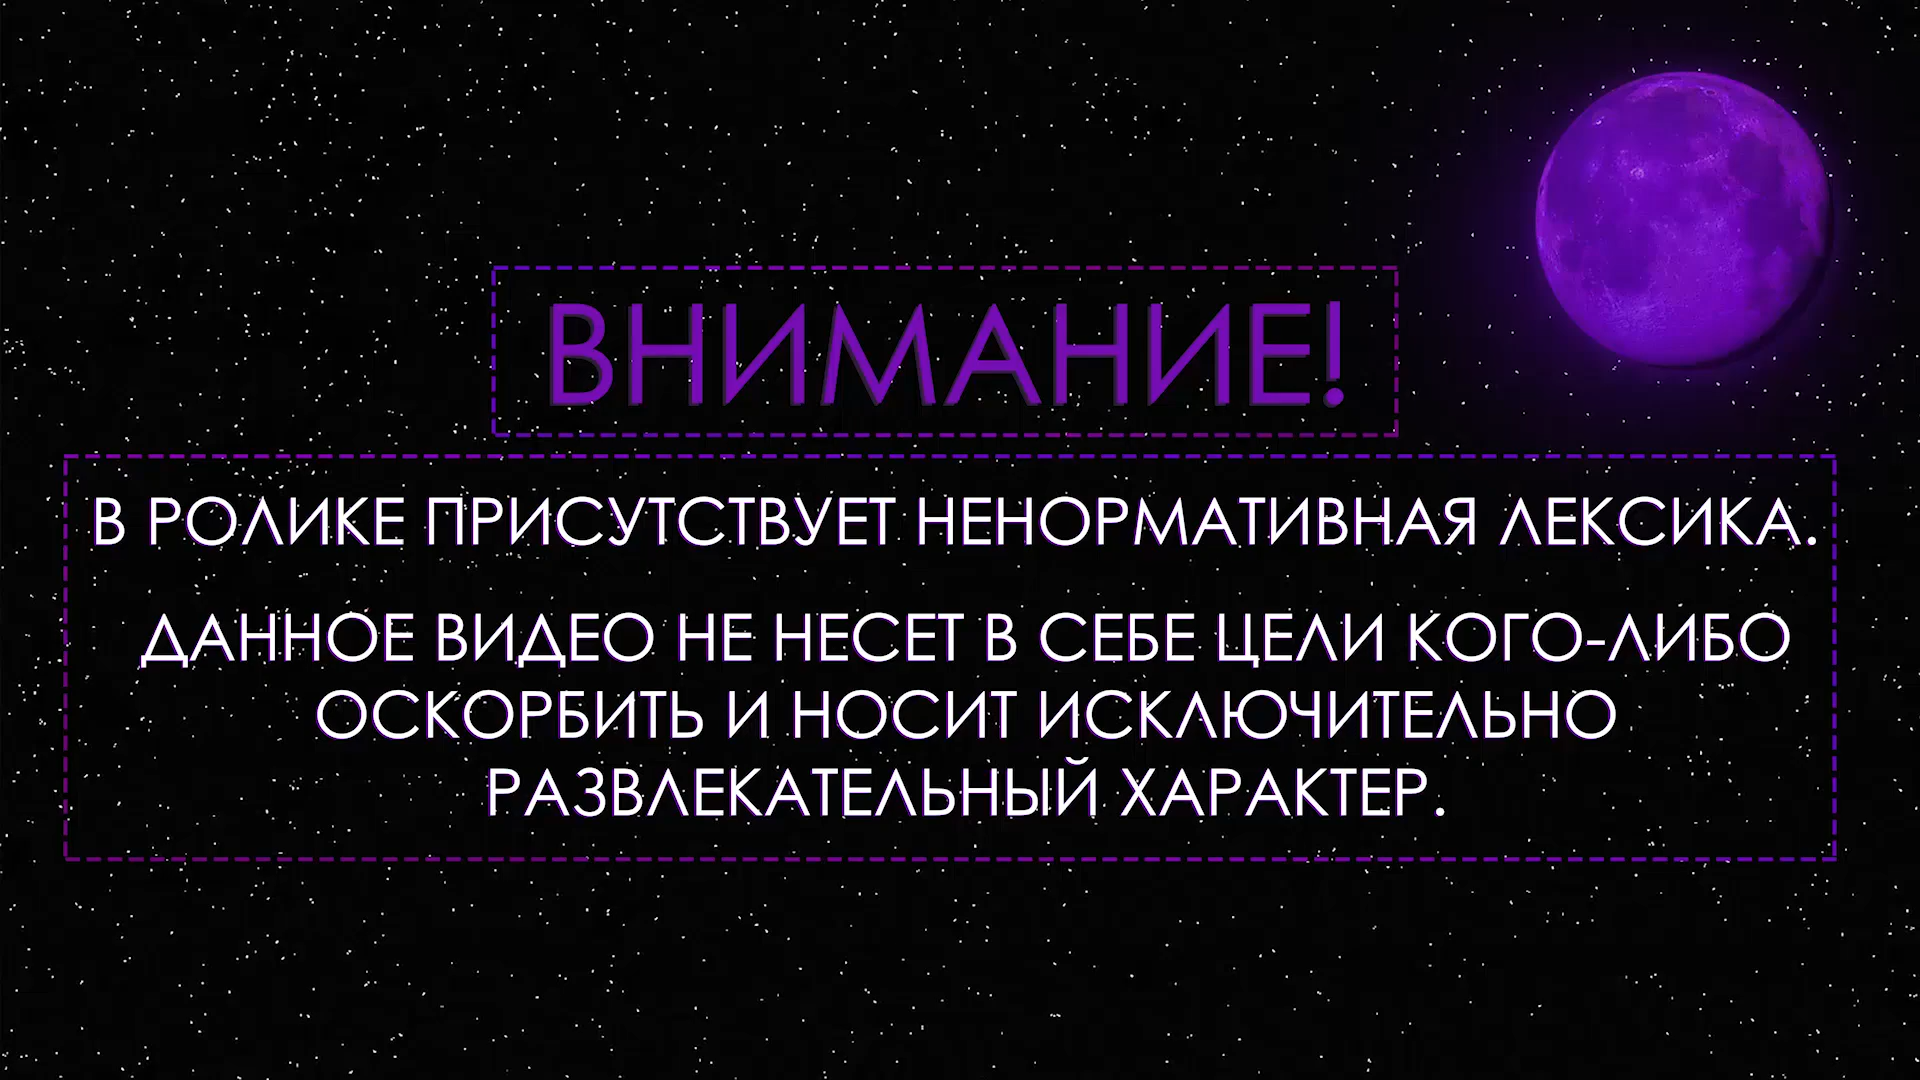 ВНИМАНИЕ!
В РОЛИКЕ ПРИСУТСТВУЕТ НЕНОРМАТИВНАЯ ЛЕКСИКА.
ДАННОЕ ВИДЕО НЕ НЕСЕТ В СЕБЕ ЦЕЛИ КОГО-ЛИБО
ОСКОРБИТЬ И НОСИТ ИСКЛЮЧИТЕЛЬНО
РАЗВЛЕКАТЕЛЬНЫЙ ХАРАКТЕР.